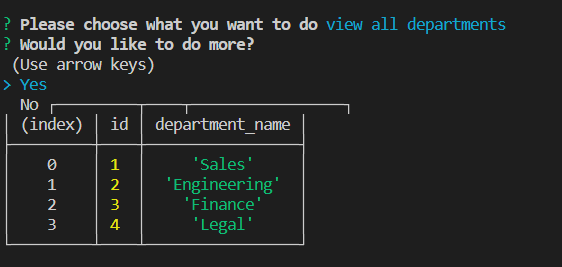 ? Please choose what you want to do view all departments
? Would you like to do more?
(Use arrow keys)
> Yes
No
(index) id department_name
0 1 'Sales'
1 2 'Engineering'
2 3 'Finance'
3 4 'Legal'